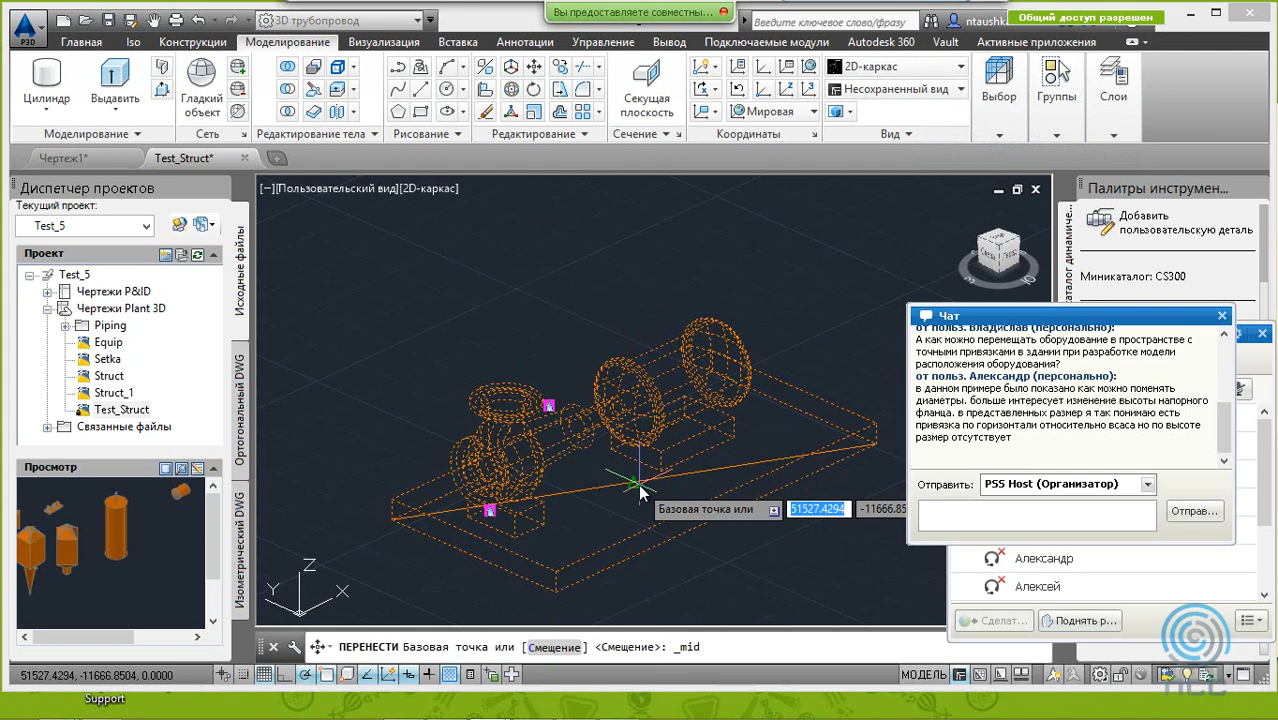 Вы предоставляете совместны...
3D трубопровод
Введите ключевое слово/фразу
ntaushka
Общий доступ разрешен
P3D
Главная Iso Конструкции Моделирование Визуализация Вставка Аннотации Управление Вывод Подключаемые модули Autodesk 360 Vault Активные приложения
Цилиндр
Выдавить
Гладкий
объект
Секущая
плоскость
2D-каркас
Несохраненный вид
Мировая
Выбор
Группы
Слои
Моделирование
Сеть
Редактирование тела
Рисование
Редактирование
Сечение
Координаты
Вид
Чертеж1*
Test_Struct*
Диспетчер проектов
Текущий проект:
Test_5
Проект
Test_5
Чертежи P&ID
Чертежи Plant 3D
Piping
Equip
Setka
Struct
Struct_1
Test_Struct
Связанные файлы
Просмотр
Исходные файлы
Ортогональный DWG
Изометрический DWG
[−][Пользовательский вид][2D-каркас]
Базовая точка или
51527.4294
-11666.85
Z
Y
X
ПЕРЕНЕСТИ Базовая точка или [Смещение] <Смещение>: _mid
51527.4294, -11666.8504, 0.0000
МОДЕЛЬ
Палитры инструмен...
Добавить
пользовательскую деталь
Миникаталог: CS300
Чат
от польз. Владислав (персонально):
А как можно перемещать оборудование в пространстве с
точными привязками в здании при разработке модели
расположения оборудования?
от польз. Александр (персонально):
в данном примере было показано как можно поменять
диаметры. больше интересует изменение высоты напорного
фланца. в представленных размер я так понимаю есть
привязка по горизонтали относительно всаса но по высоте
размер отсутствует
Отправить:
PSS Host (Организатор)
Отправ...
Александр
Алексей
Сделат...
Поднять р...
Support